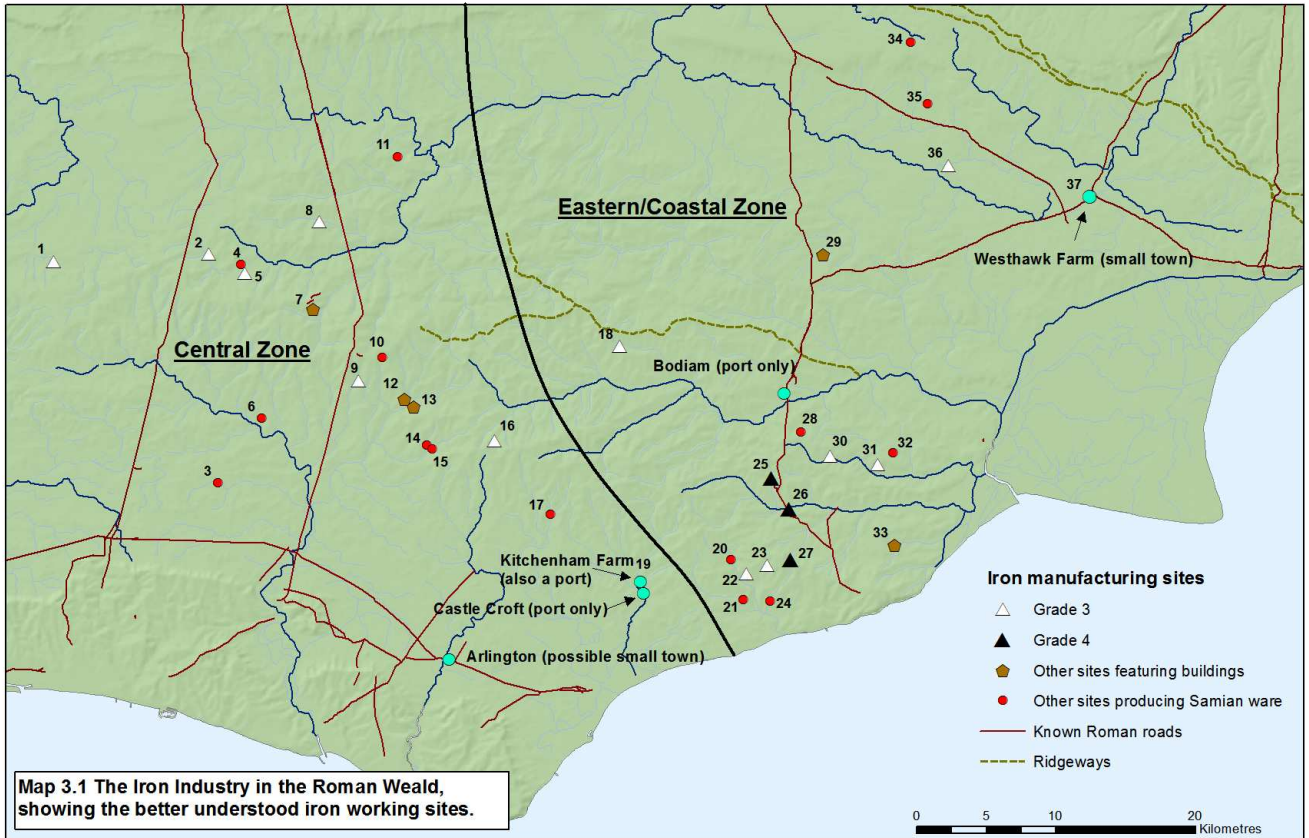 34
35
11
36
37
8
Eastern/Coastal Zone
1
2
4
5
29
Westhawk Farm (small town)
7
18
Central Zone
10
Bodiam (port only)
9
12
13
6
28
16
30
31
32
14
15
25
3
26
17
33
Kitchenham Farm
(also a port)
19
20
23
27
22
Castle Croft (port only)
21
24
Arlington (possible small town)
Iron manufacturing sites
Grade 3
Grade 4
Other sites featuring buildings
Other sites producing Samian ware
Known Roman roads
Ridgeways
Map 3.1 The Iron Industry in the Roman Weald,
showing the better understood iron working sites.
0 5 10 20
Kilometres